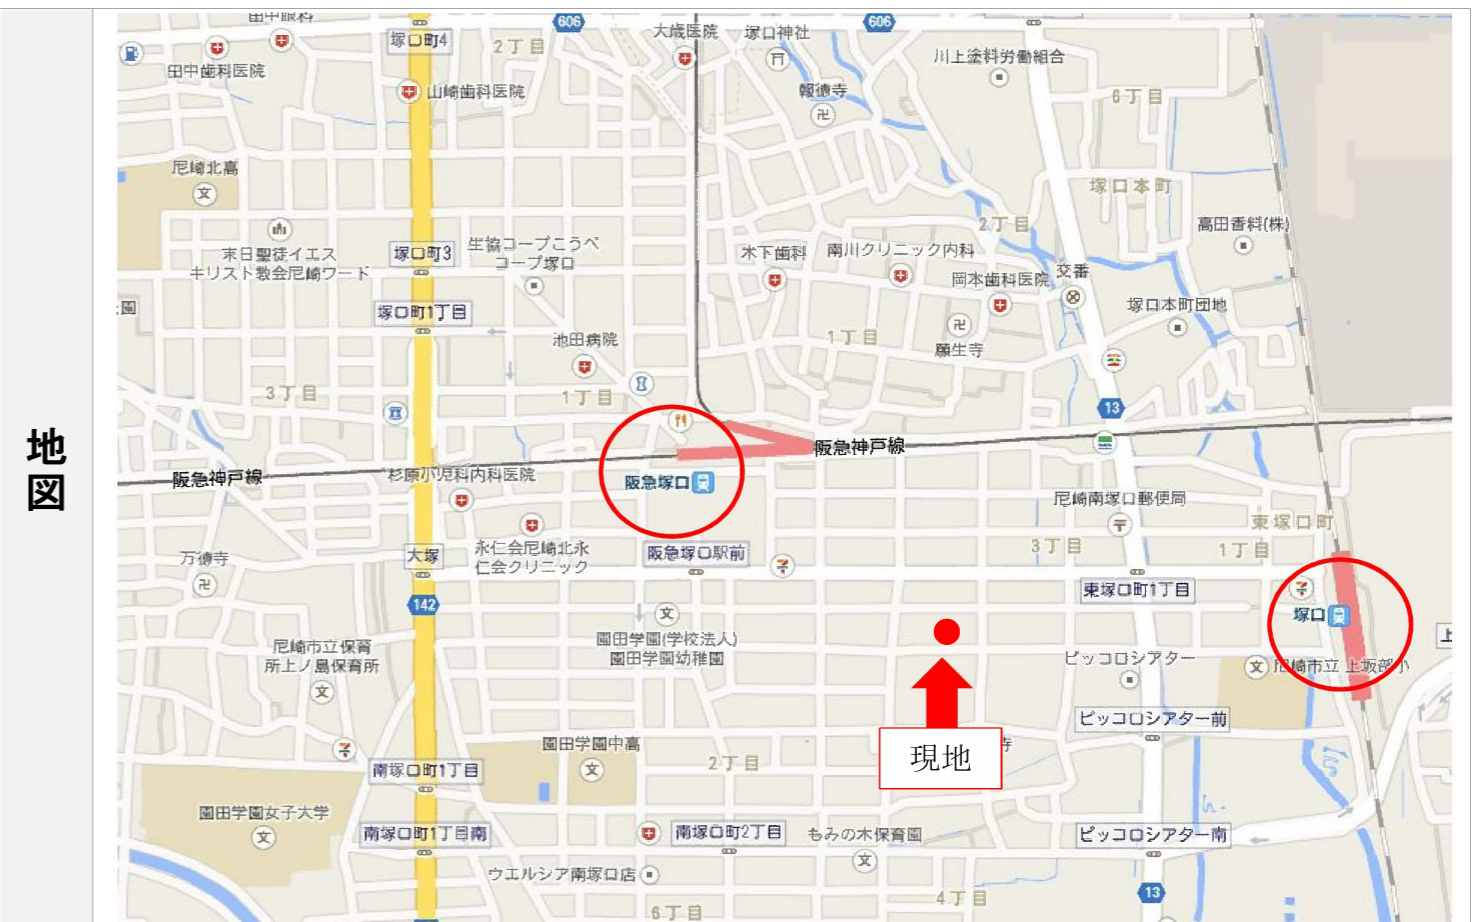 地図
田中眼科
606
606
塚口町4
2丁目
大歳医院
塚口神社
川上塗料労働組合
田中歯科医院
山崎歯科医院
報徳寺
6丁目
尼崎北高
文
塚口本町
2丁目
高田香料(株)
末日聖徒イエス
キリスト教会尼崎ワード
塚口町3
生協コープこうべ
コープ塚口
木下歯科
南川クリニック内科
岡本歯科医院
交番
塚口本町団地
園
塚口町1丁目
池田病院
1丁目
願生寺
3丁目
1丁目
13
阪急神戸線
阪急神戸線
杉原小児科内科医院
阪急塚口
尼崎南塚口郵便局
東塚口町
万徳寺
大塚
永仁会尼崎北永
仁会クリニック
阪急塚口駅前
3丁目
1丁目
東塚口町1丁目
142
文
塚口
尼崎市立保育
所上ノ島保育所
文
園田学園(学校法人)
園田学園幼稚園
ピッコロシアター
文
尼崎市立 上坂部小
上
ピッコロシアター前
現地
寺
園田学園中高
文
2丁目
南塚口町1丁目
園田学園女子大学
文
南塚口町1丁目南
南塚口町2丁目
もみの木保育園
文
ピッコロシアター南
ウエルシア南塚口店
6丁目
4丁目
13